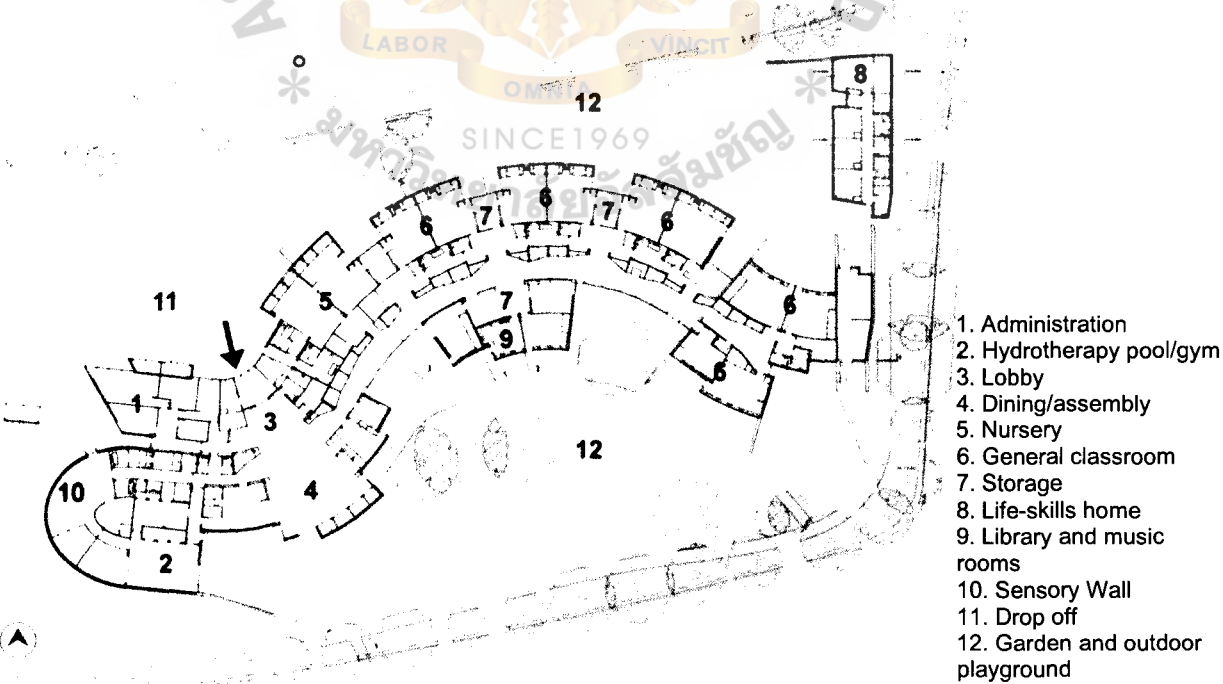 LABOR
VINCIT
OMNIA
SINCE1969
8
12
6
7
6
7
6
6
11
5
7
9
6
1
3
12
10
4
2
1. Administration
2. Hydrotherapy pool/gym
3. Lobby
4. Dining/assembly
5. Nursery
6. General classroom
7. Storage
8. Life-skills home
9. Library and music
rooms
10. Sensory Wall
11. Drop off
12. Garden and outdoor
playground